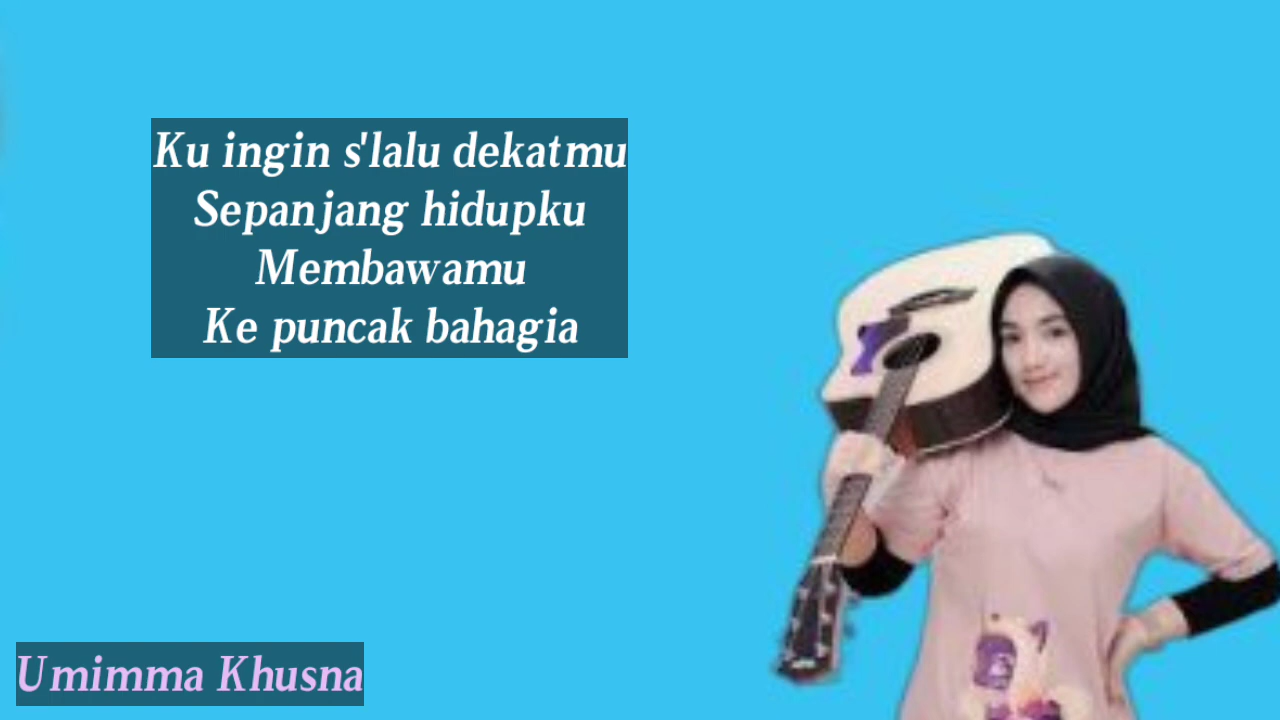 Ku ingin s'lalu dekatmu
Sepanjang hidupku
Membawamu
Ke puncak bahagia
Umimma Khusna